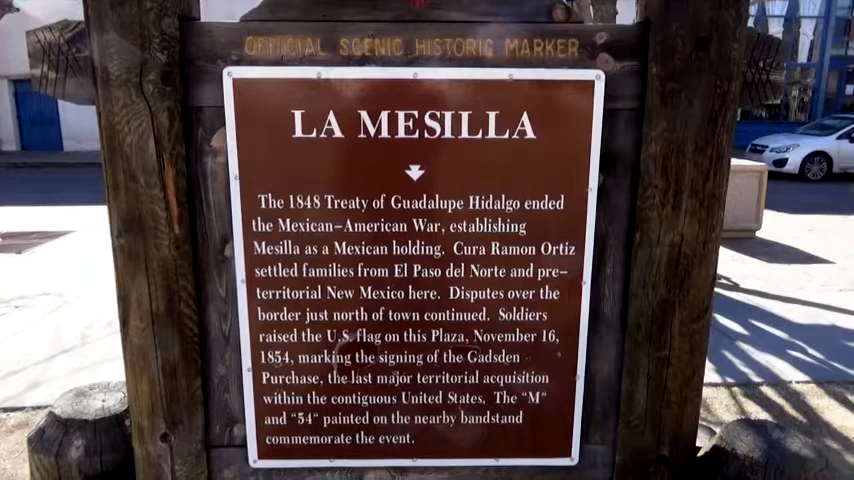 OFFICIAL SCENIC HISTORIC MARKER
LA MESILLA
The 1848 Treaty of Guadalupe Hidalgo ended
the Mexican–American War, establishing
Mesilla as a Mexican holding. Cura Ramon Ortiz
settled families from El Paso del Norte and pre–
territorial New Mexico here. Disputes over the
border just north of town continued. Soldiers
raised the U.S. flag on this Plaza, November 16,
1854, marking the signing of the Gadsden
Purchase, the last major territorial acquisition
within the contiguous United States. The “M”
and “54“ painted on the nearby bandstand
commemorate the event.